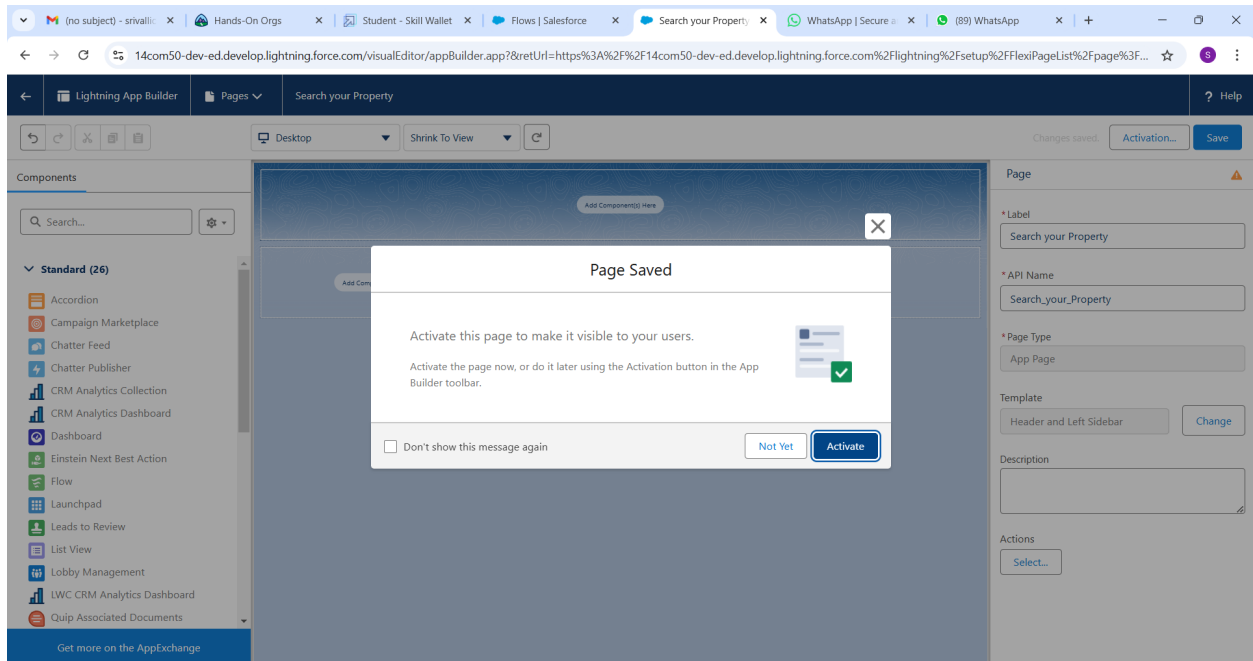 (no subject) - srivallic
Hands-On Orgs
Student - Skill Wallet
Flows | Salesforce
Search your Property
WhatsApp | Secure a
(89) WhatsApp
14com50-dev-ed.develop.lightning.force.com/visualEditor/appBuilder.app?&retUrl=https%3A%2F%2F14com50-dev-ed.develop.lightning.force.com%2Flightning%2Fsetup%2FFlexiPageList%2Fpage%3F...
S
Lightning App Builder
Pages
Search your Property
? Help
Desktop
Shrink To View
Changes saved.
Activation...
Save
Components
Search...
Standard (26)
Accordion
Campaign Marketplace
Chatter Feed
Chatter Publisher
CRM Analytics Collection
CRM Analytics Dashboard
Dashboard
Einstein Next Best Action
Flow
Launchpad
Leads to Review
List View
Lobby Management
LWC CRM Analytics Dashboard
Quip Associated Documents
Get more on the AppExchange
Add Component(s) Here
Add Com
Page Saved
Activate this page to make it visible to your users.
Activate the page now, or do it later using the Activation button in the App
Builder toolbar.
Don't show this message again
Not Yet
Activate
Page
*Label
Search your Property
*API Name
Search_your_Property
*Page Type
App Page
Template
Header and Left Sidebar
Change
Description
Actions
Select...